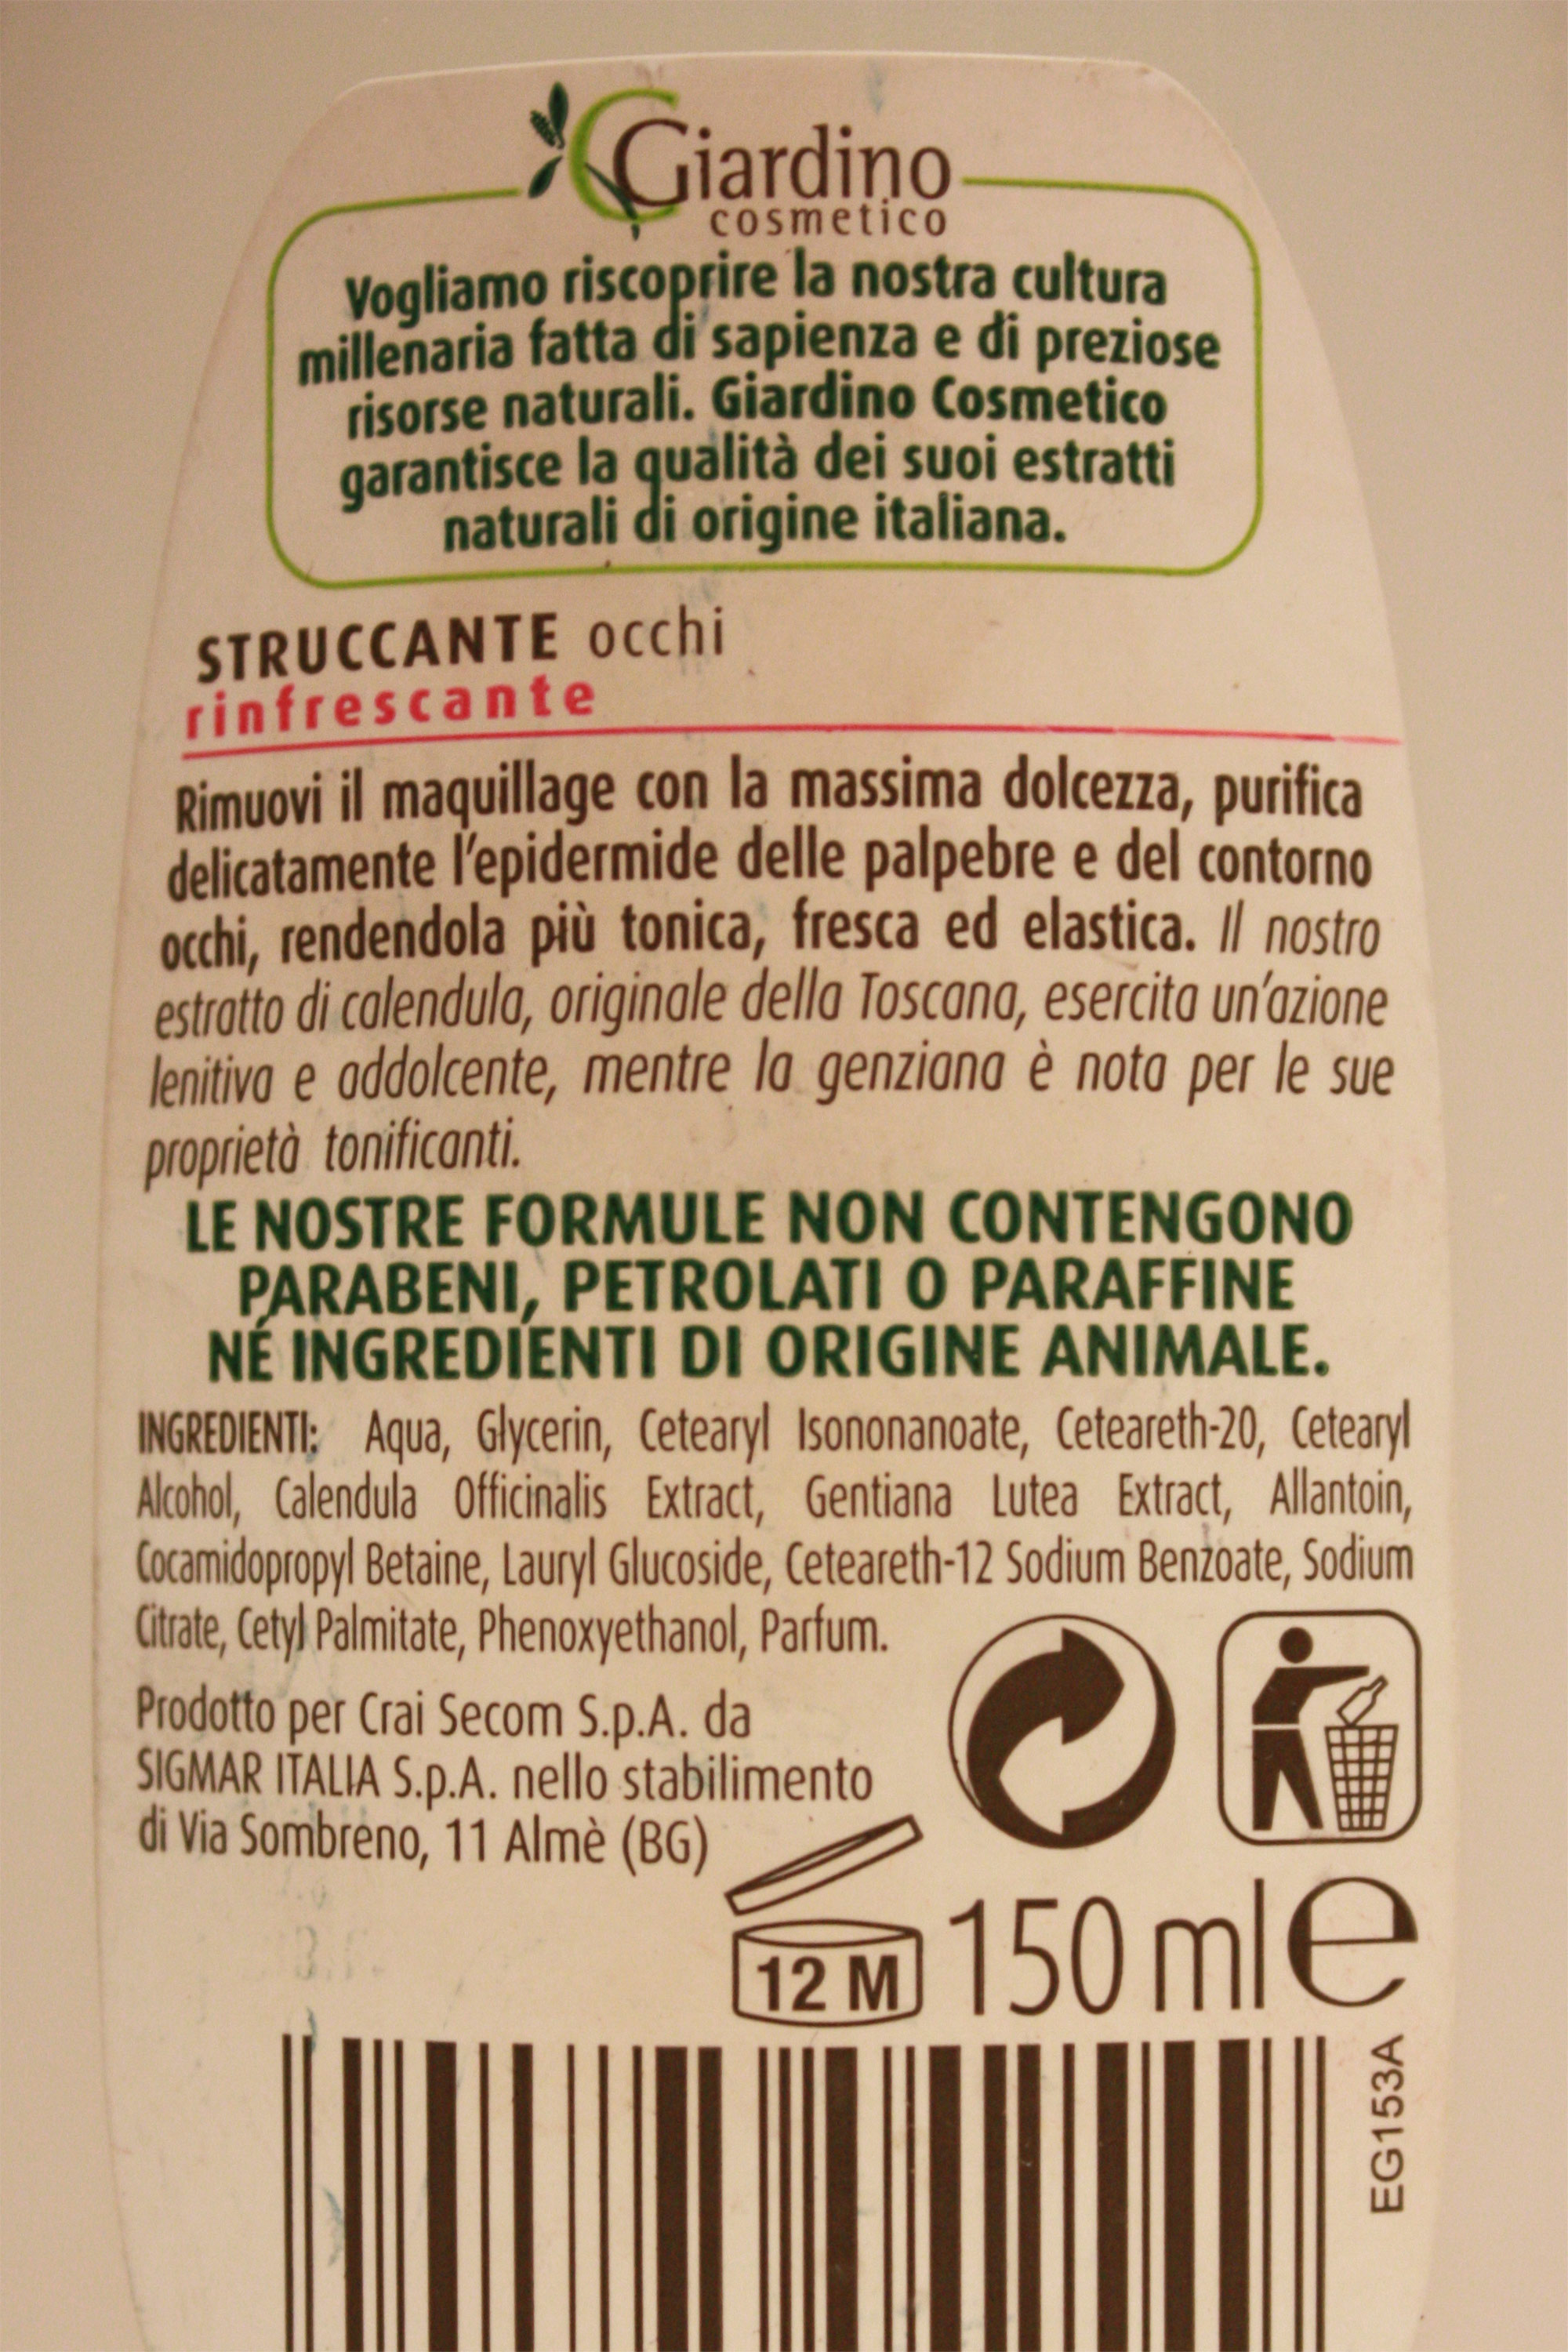 Giardino
cosmetico
Vogliamo riscoprire la nostra cultura
millenaria fatta di sapienza e di preziose
risorse naturali. Giardino Cosmetico
garantisce la qualità dei suoi estratti
naturali di origine italiana.
STRUCCANTE occhi
rinfrescante
Rimuovi il maquillage con la massima dolcezza, purifica
delicatamente l'epidermide delle palpebre e del contorno
occhi, rendendola più tonica, fresca ed elastica. Il nostro
estratto di calendula, originale della Toscana, esercita un'azione
lenitiva e addolcente, mentre la genziana è nota per le sue
proprietà tonificanti.
LE NOSTRE FORMULE NON CONTENGONO
PARABENI, PETROLATI O PARAFFINE
NÉ INGREDIENTI DI ORIGINE ANIMALE.
INGREDIENTI: Aqua, Glycerin, Cetearyl Isononanoate, Ceteareth-20, Cetearyl
Alcohol, Calendula Officinalis Extract, Gentiana Lutea Extract, Allantoin,
Cocamidopropyl Betaine, Lauryl Glucoside, Ceteareth-12 Sodium Benzoate, Sodium
Citrate, Cetyl Palmitate, Phenoxyethanol, Parfum.
Prodotto per Crai Secom S.p.A. da
SIGMAR ITALIA S.p.A. nello stabilimento
di Via Sombreno, 11 Almè (BG)
12 M
150 ml e
EG153A